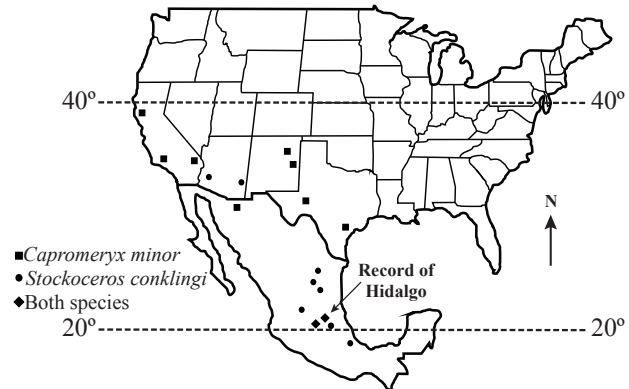 40º
40º
N
Capromeryx minor
Stockoceros conklingi
Both species
Record of
Hidalgo
20º
20º